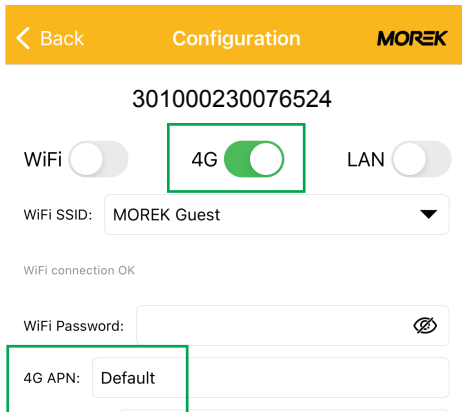 Back Configuration MOREK
301000230076524
WiFi 4G LAN
WiFi SSID: MOREK Guest
WiFi connection OK
WiFi Password:
4G APN: Default